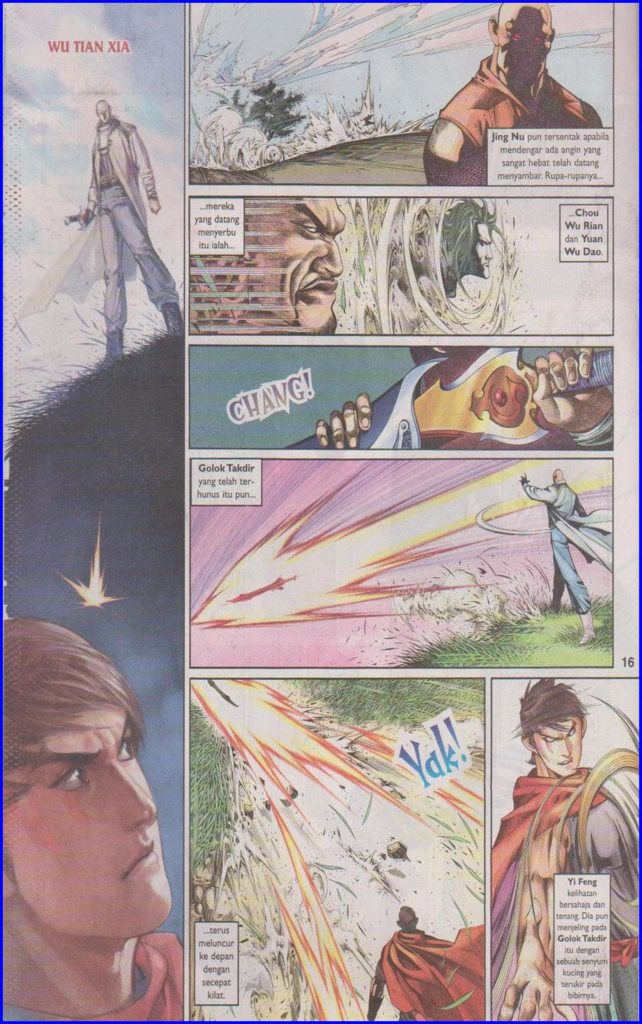 WU TIAN XIA
Jing Nu pun tersentak apabila
mendengar ada angin yang
sangat hebat telah datang
menyambar. Rupa-rupanya...
...mereka
yang datang
menyerbu
itu ialah...
...Chou
Wu Rian
dan Yuan
Wu Dao.
CHANG!
Golok Takdir
yang telah ter-
hunus itu pun...
16
Yak!
...terus
meluncur
ke depan
dengan
secepat
kilat.
Yi Feng
kelihatan
bersahaja dan
tenang. Dia pun
menjeling pada
Golok Takdir
itu dengan
sebuah senyum
kucing yang
terukir pada
bibirnya.